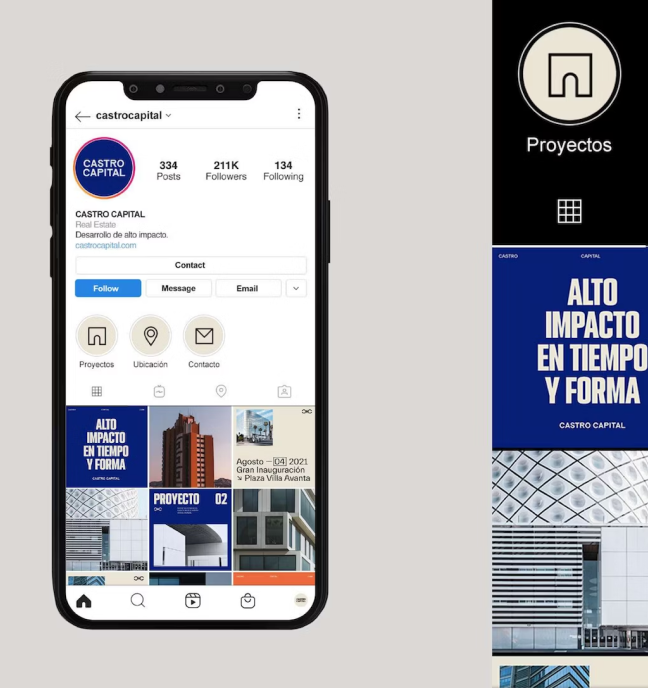 castrocapital
CASTRO
CAPITAL
334
Posts
211K
Followers
134
Following
CASTRO CAPITAL
Real Estate
Desarrollo de alto impacto.
castrocapital.com
Contact
Follow
Message
Email
Proyectos
Ubicación
Contacto
ALTO
IMPACTO
EN TIEMPO
Y FORMA
CASTRO CAPITAL
Agosto – 04 2021
Gran Inauguración
↘ Plaza Villa Avanta
PROYECTO 02
Proyectos
CASTRO
CAPITAL
ALTO
IMPACTO
EN TIEMPO
Y FORMA
CASTRO CAPITAL